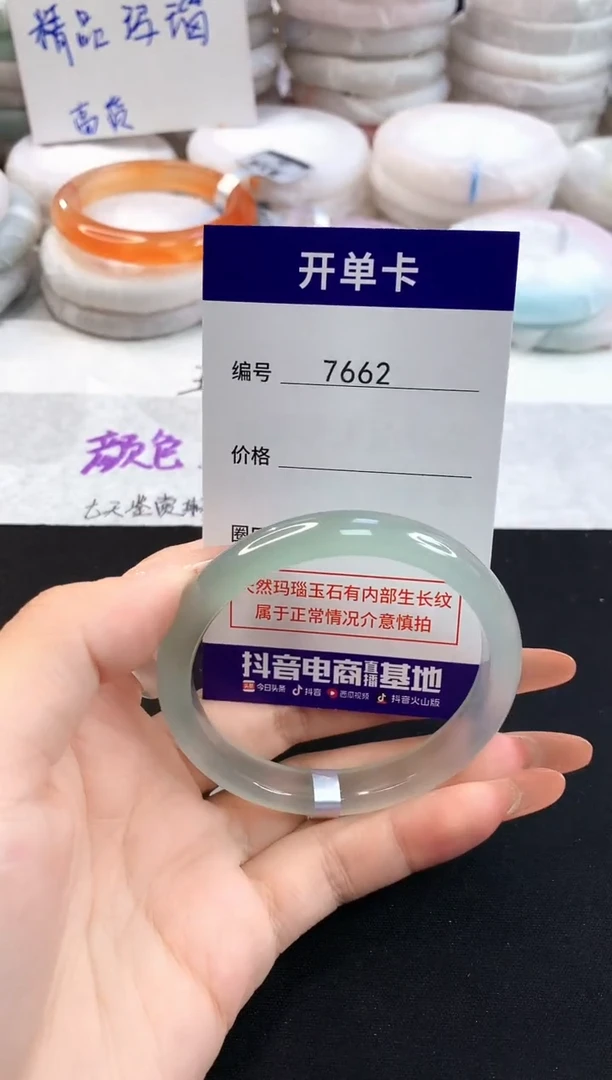 精品玛瑙
高货
开单卡
编号 7662
价格
颜色
圈
然玛瑙玉石有内部生长纹
属于正常情况介意慎拍
抖音电商直播基地
今日头条 抖音 西瓜视频 抖音火山版